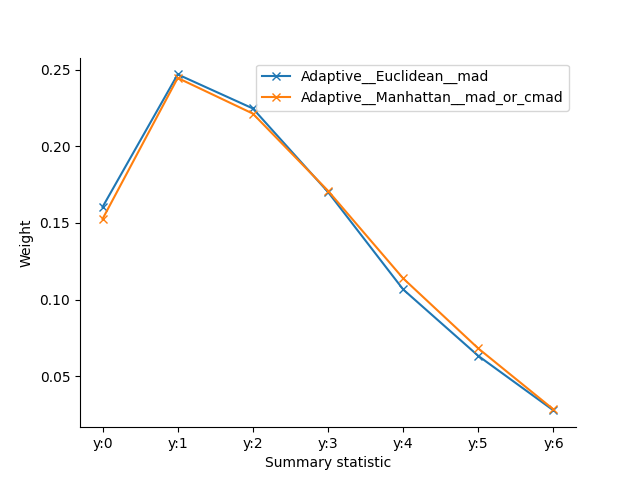 Adaptive__Euclidean__mad
Adaptive__Manhattan__mad_or_cmad
0.25
0.20
0.15
0.10
0.05
Weight
y:0 y:1 y:2 y:3 y:4 y:5 y:6
Summary statistic